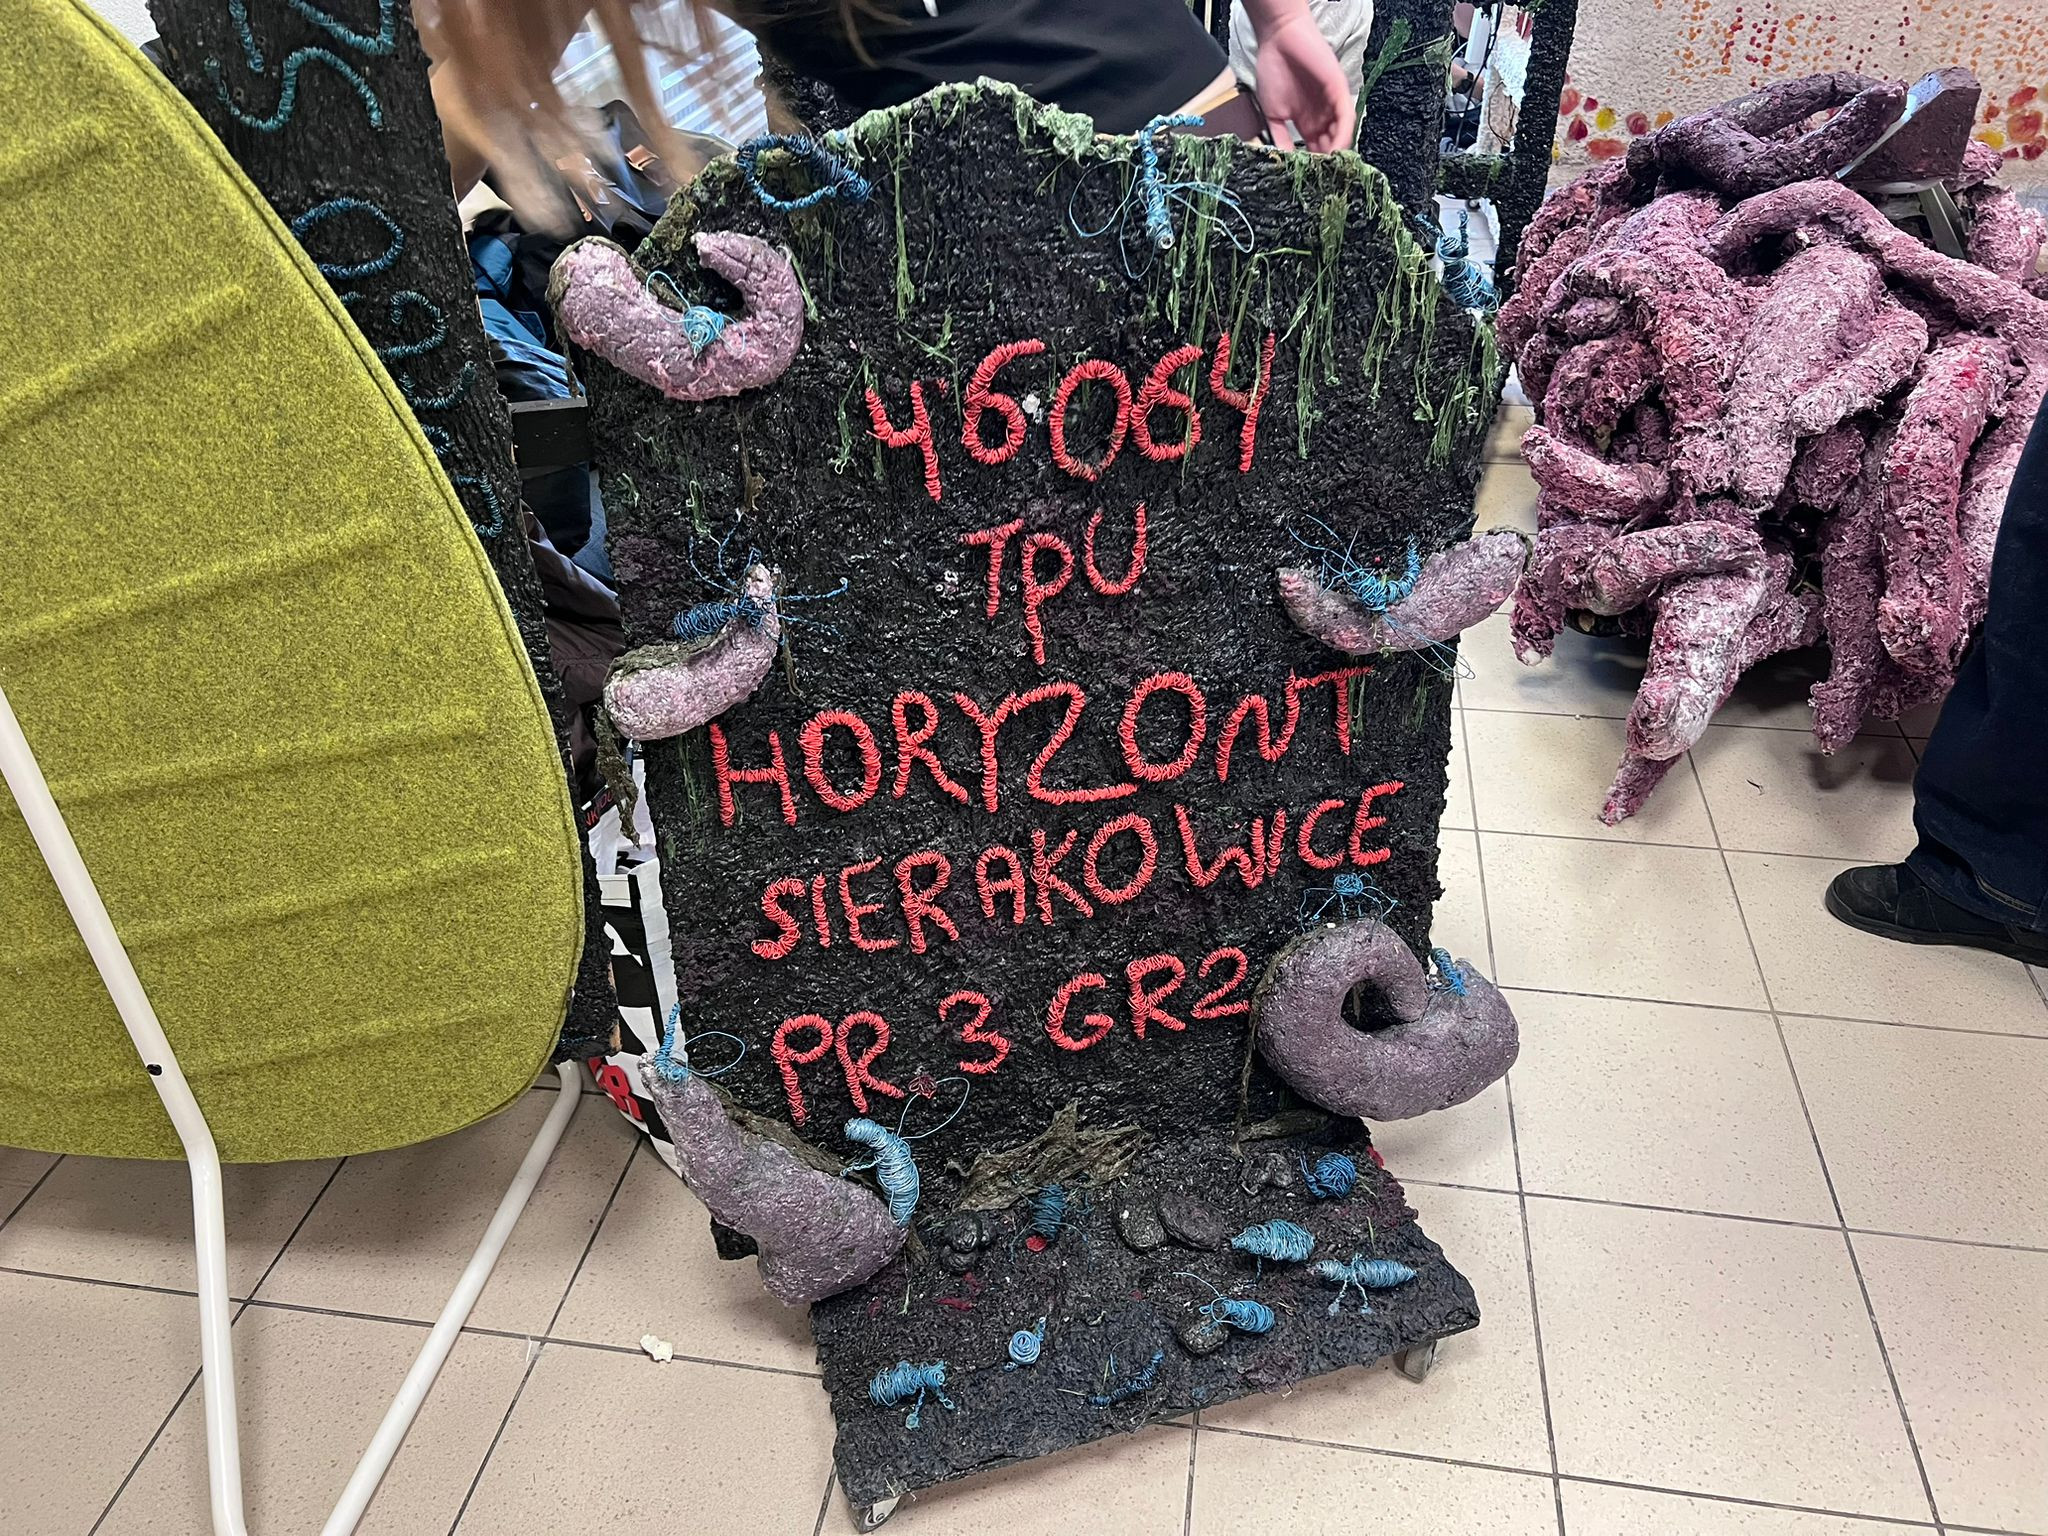 46064
TPU
HORYZONT
SIERAKOWICE
PR 3 GR2